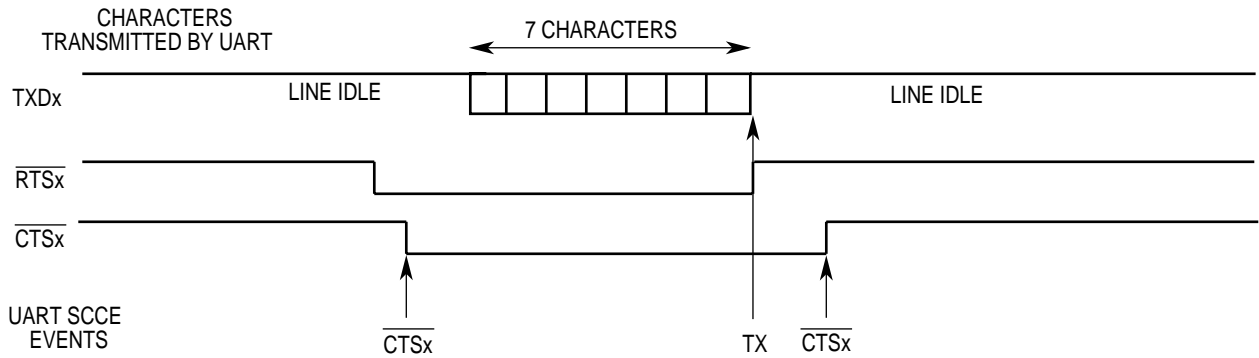 CHARACTERS
TRANSMITTED BY UART
7 CHARACTERS
TXDx
LINE IDLE
LINE IDLE
RTSx
CTSx
UART SCCE
EVENTS
CTSx
TX
CTSx